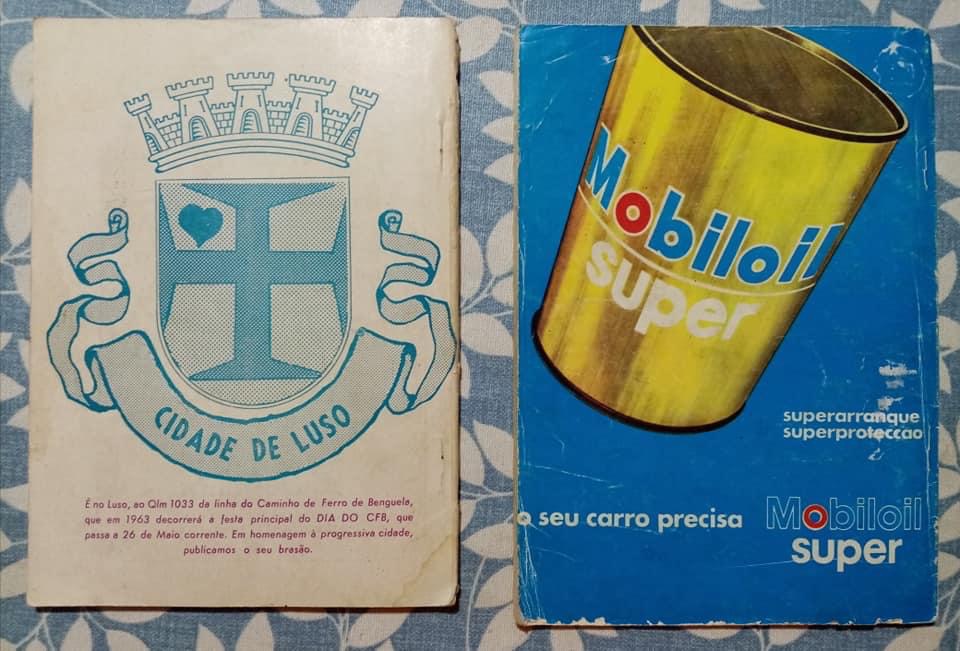 CIDADE DE LUSO
É no Luso, ao Qlm 1033 da linha do Caminho de Ferro de Benguela,
que em 1963 decorrerá a festa principal do DIA DO CFB, que
passa a 26 de Maio corrente. Em homenagem à progressiva cidade,
publicamos o seu brasão.
Mobiloil
super
superarranque
superprotecção
o seu carro precisa
Mobiloil
super